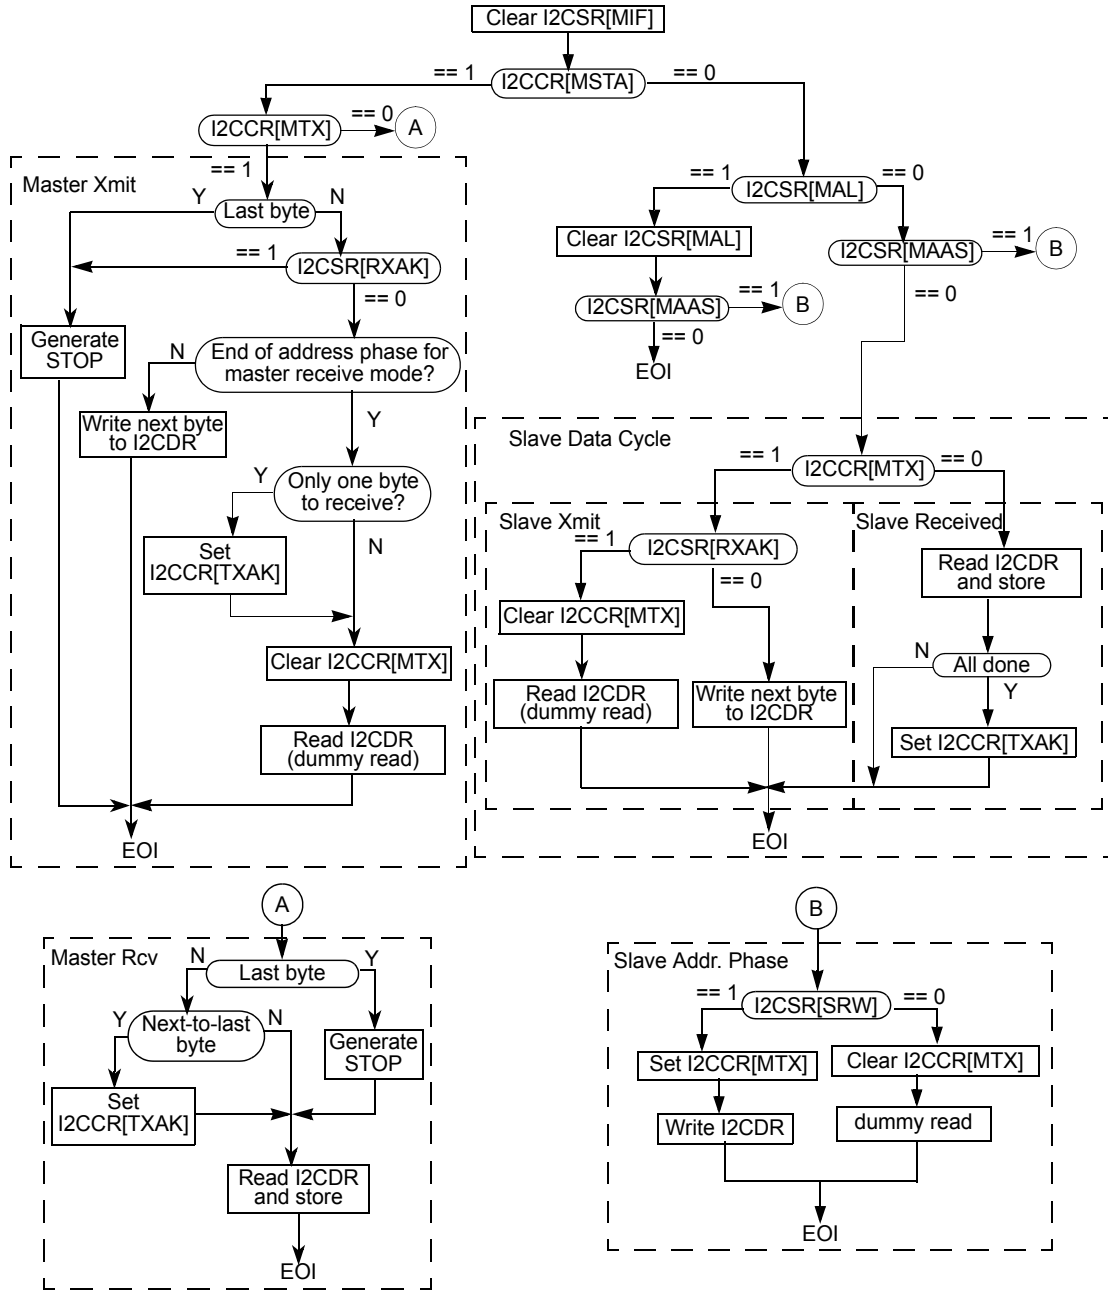 Clear I2CSR[MIF]
== 1
I2CCR[MSTA]
== 0
I2CCR[MTX]
== 0
A
== 1
Master Xmit
Y
Last byte
N
== 1
I2CSR[RXAK]
== 0
Generate
STOP
N
End of address phase for
master receive mode?
Write next byte
to I2CDR
Y
Y
Only one byte
to receive?
Set
I2CCR[TXAK]
N
Clear I2CCR[MTX]
Read I2CDR
(dummy read)
EOI
== 1
I2CSR[MAL]
== 0
Clear I2CSR[MAL]
I2CSR[MAAS]
== 1
B
== 0
EOI
I2CSR[MAAS]
== 1
B
== 0
Slave Data Cycle
== 1
I2CCR[MTX]
== 0
Slave Xmit
== 1
I2CSR[RXAK]
== 0
Clear I2CCR[MTX]
Read I2CDR
(dummy read)
Write next byte
to I2CDR
Slave Received
Read I2CDR
and store
N
All done
Y
Set I2CCR[TXAK]
EOI
A
Master Rcv
N
Last byte
Y
Y
Next-to-last
byte
N
Generate
STOP
Set
I2CCR[TXAK]
Read I2CDR
and store
EOI
B
Slave Addr. Phase
== 1
I2CSR[SRW]
== 0
Set I2CCR[MTX]
Clear I2CCR[MTX]
Write I2CDR
dummy read
EOI